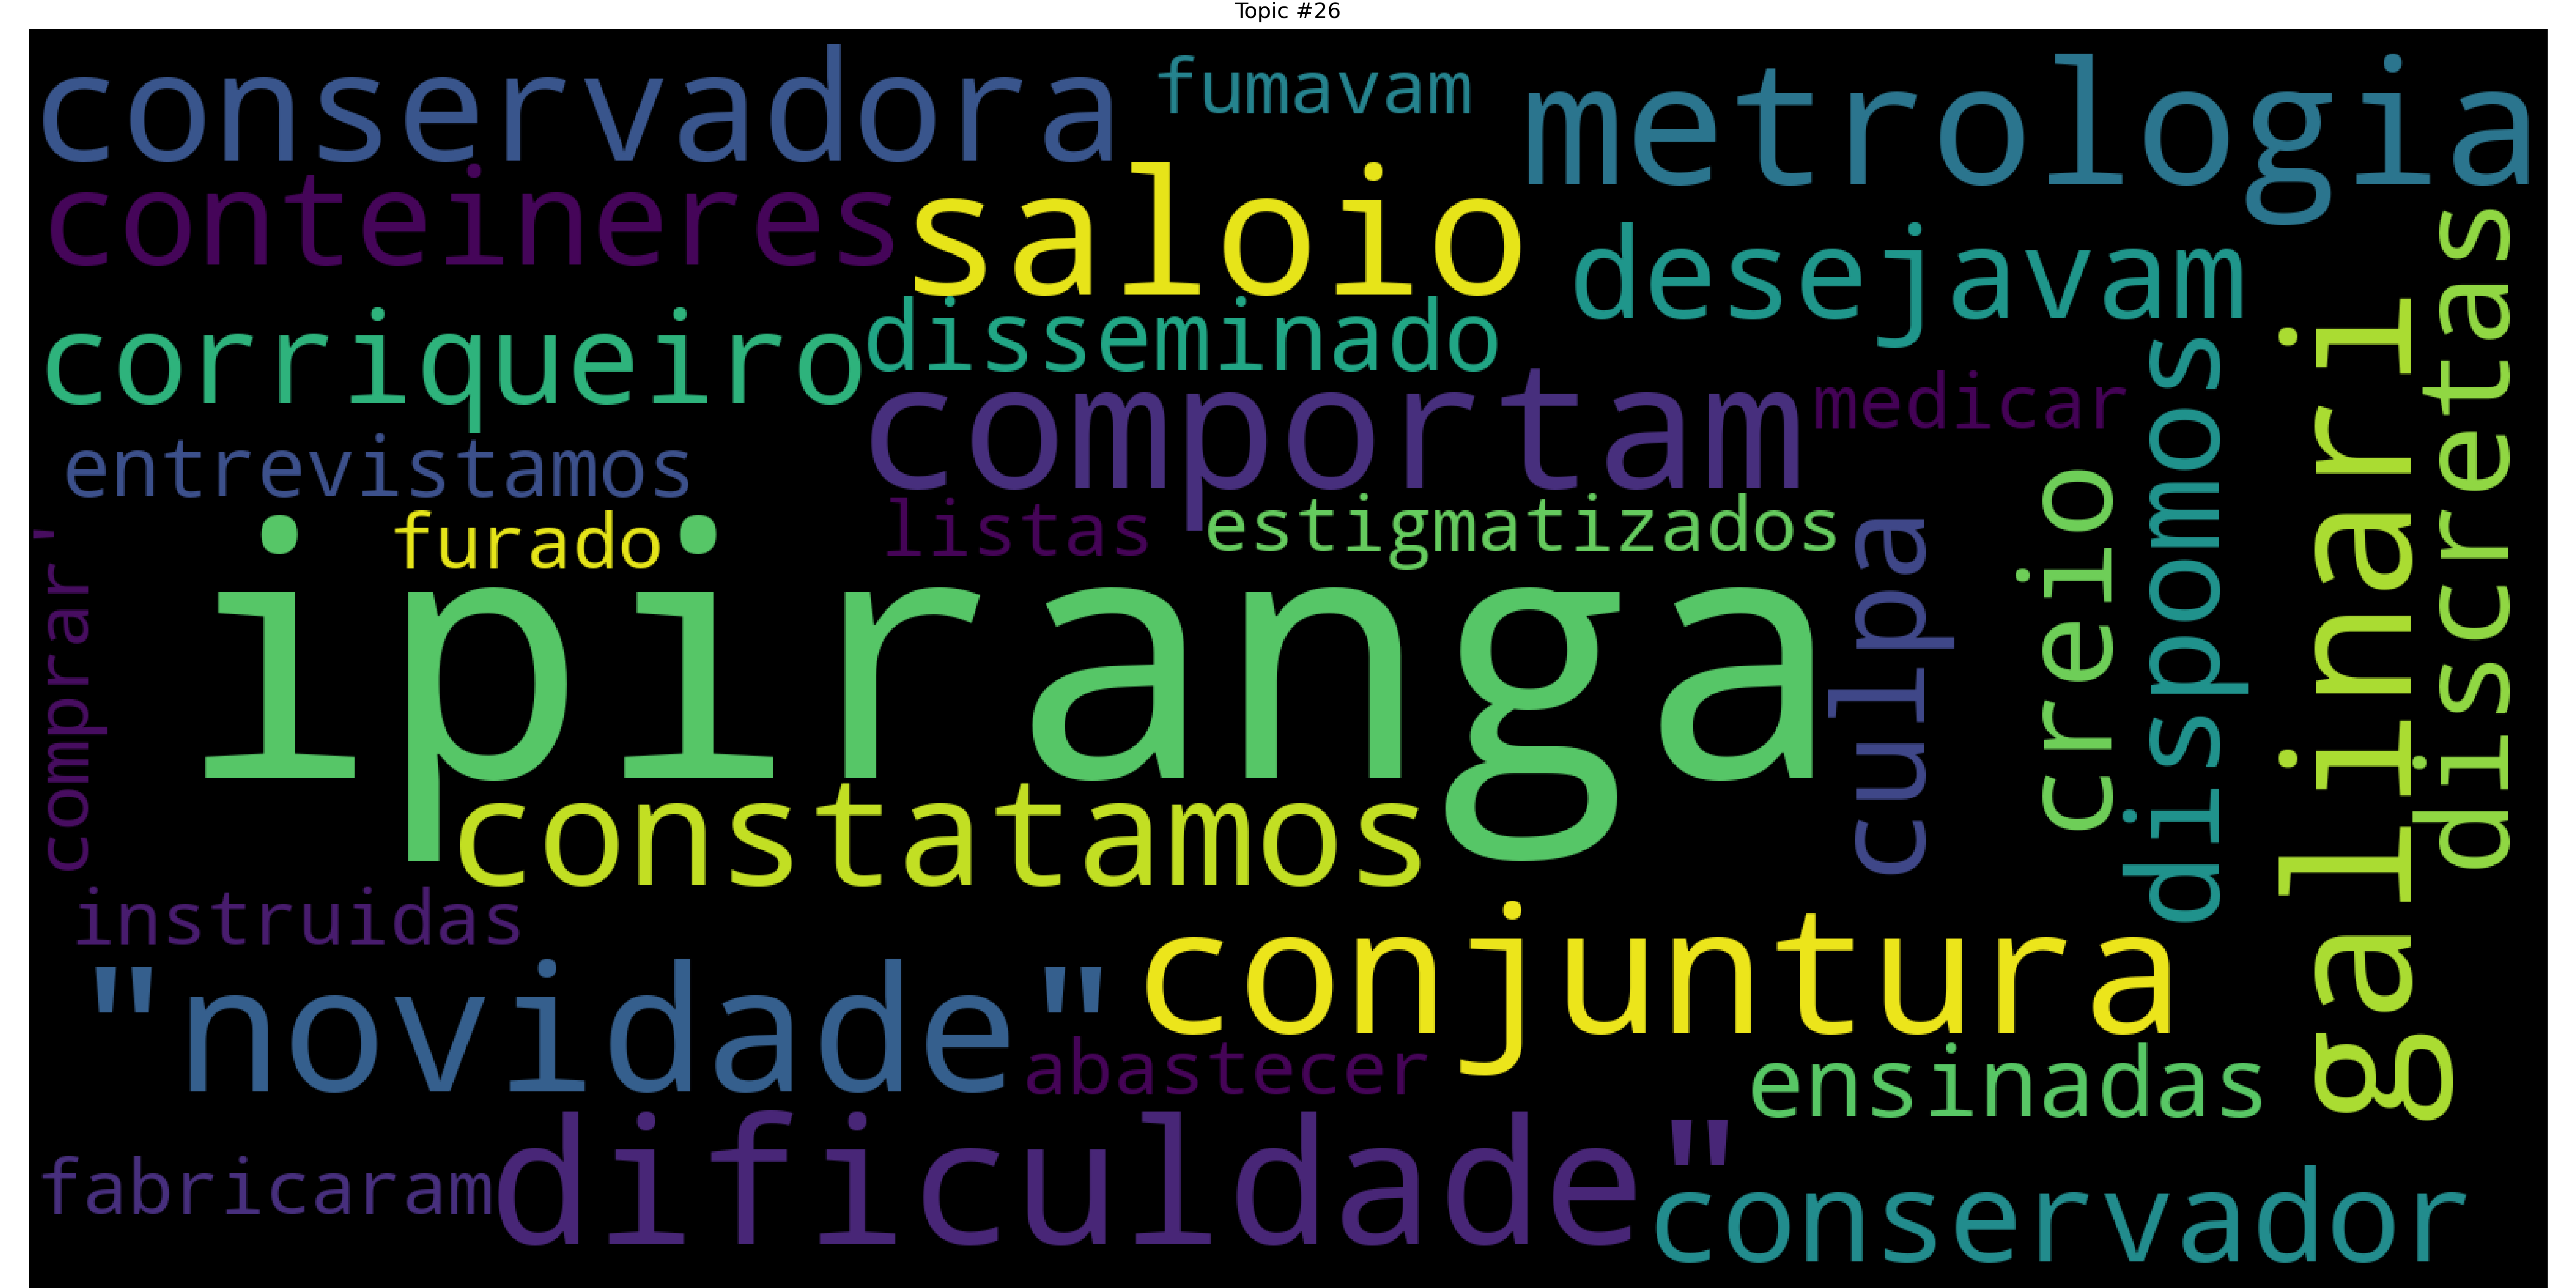 Topic #26
conservadora
fumavam
metrologia
conteineres
saloio
desejavam
corriqueiro
disseminado
comportam
medicar
entrevistamos
listas
estigmatizados
furado
ipiranga
comprar'
culpa
creio
dispomos
galinari
discretas
constatamos
instruidas
"novidade"
conjuntura
abastecer
ensinadas
fabricaram
dificuldade"
conservador